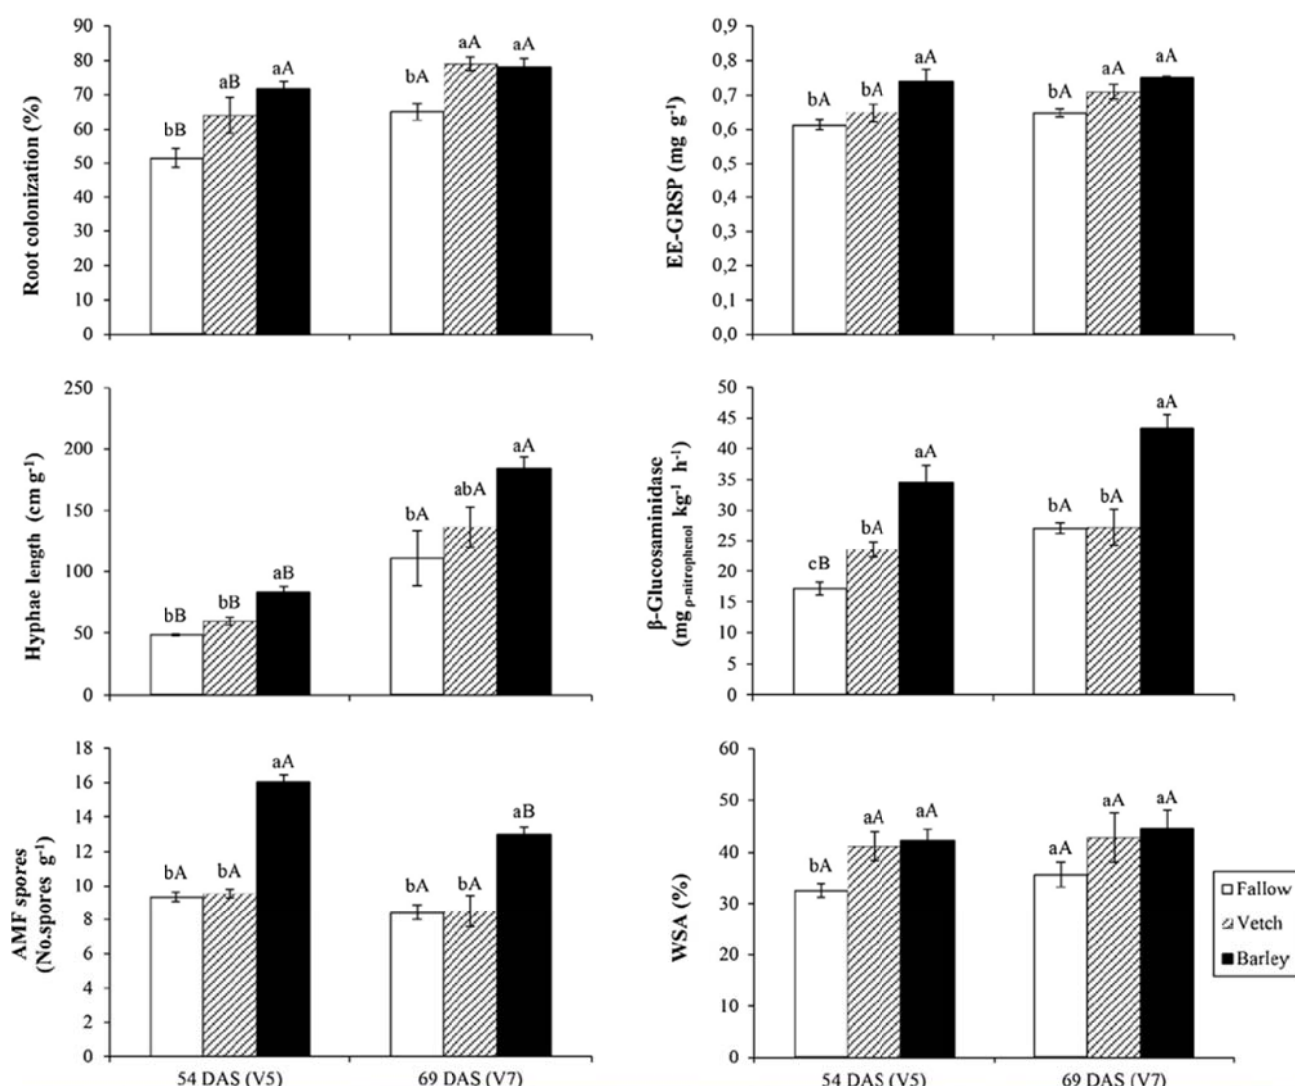 90
80
70
60
50
40
30
20
10
0
Root colonization (%)
bB
aB
aA
bA
aA
aA
0,9
0,8
0,7
0,6
0,5
0,4
0,3
0,2
0,1
0,0
EE-GRSP (mg g-1)
bA
bA
aA
bA
aA
aA
250
200
150
100
50
0
Hyphae length (cm g-1)
bB
bB
aB
bA
abA
aA
50
45
40
35
30
25
20
15
10
5
0
β-Glucosaminidase
(mg ρ-nitrophenol kg-1 h-1)
cB
bA
aA
bA
bA
aA
18
16
14
12
10
8
6
4
2
0
AMF spores
(No.spores g-1)
bA
bA
aA
bA
bA
aB
54 DAS (V5)
69 DAS (V7)
60
50
40
30
20
10
0
WSA (%)
bA
aA
aA
aA
aA
aA
54 DAS (V5)
69 DAS (V7)
Fallow
Vetch
Barley